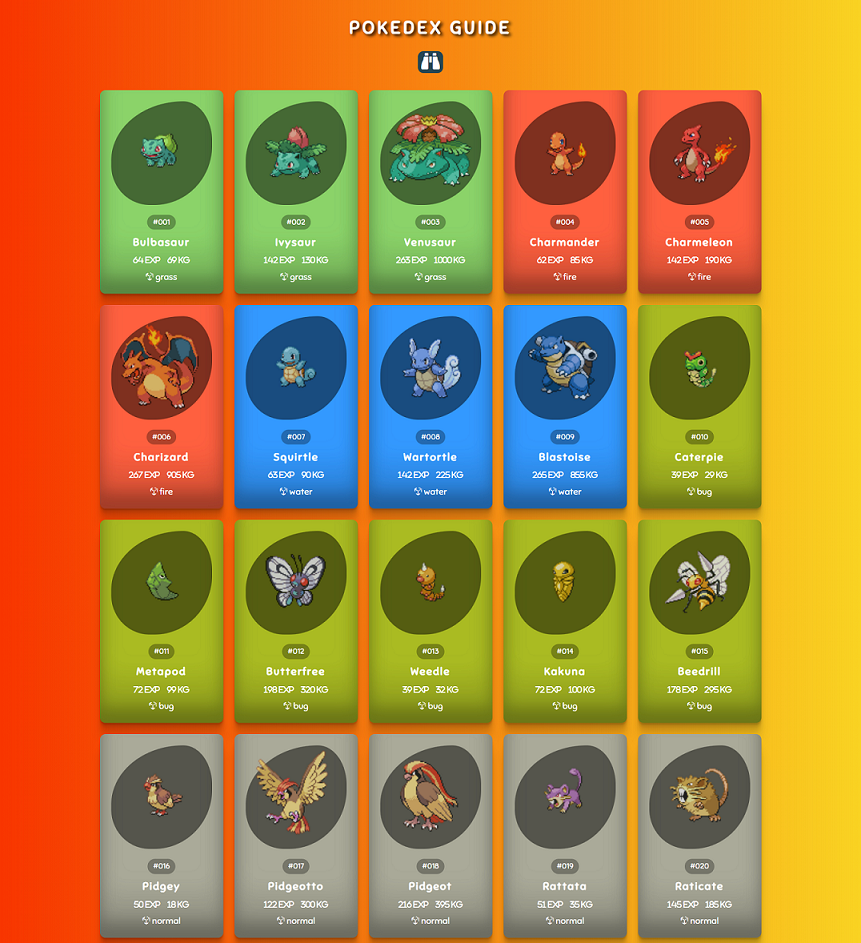 POKEDEX GUIDE
#001
Bulbasaur
64 EXP 69 KG
grass
#002
Ivysaur
142 EXP 130 KG
grass
#003
Venusaur
263 EXP 1000 KG
grass
#004
Charmander
62 EXP 85 KG
fire
#005
Charmeleon
142 EXP 190 KG
fire
#006
Charizard
267 EXP 905 KG
fire
#007
Squirtle
63 EXP 90 KG
water
#008
Wartortle
142 EXP 225 KG
water
#009
Blastoise
265 EXP 855 KG
water
#010
Caterpie
39 EXP 29 KG
bug
#011
Metapod
72 EXP 99 KG
bug
#012
Butterfree
198 EXP 320 KG
bug
#013
Weedle
39 EXP 32 KG
bug
#014
Kakuna
72 EXP 100 KG
bug
#015
Beedrill
178 EXP 295 KG
bug
#016
Pidgey
50 EXP 18 KG
normal
#017
Pidgeotto
122 EXP 300 KG
normal
#018
Pidgeot
216 EXP 395 KG
normal
#019
Rattata
51 EXP 35 KG
normal
#020
Raticate
145 EXP 185 KG
normal